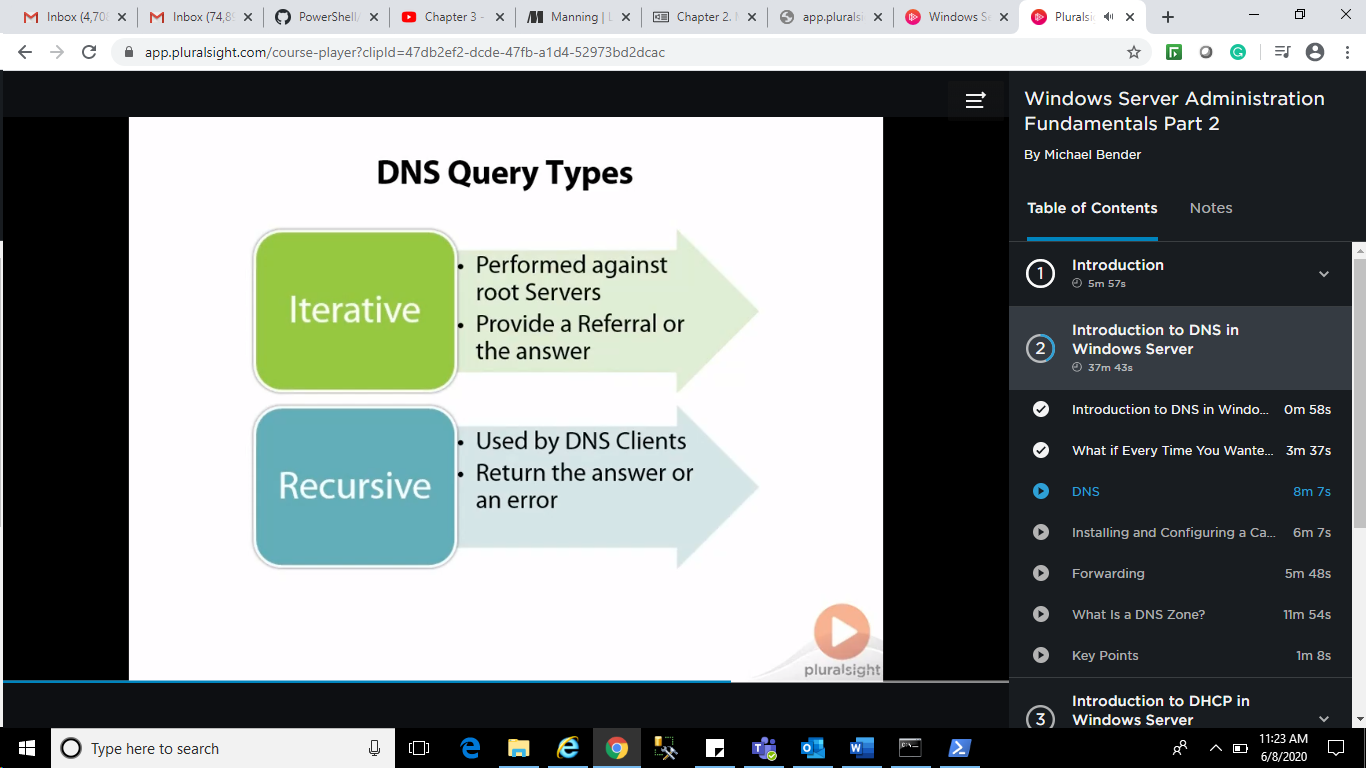 Inbox (4,70
Inbox (74,8
PowerShell/
Chapter 3 -
Manning | L
Chapter 2.
app.plurals
Windows Se
Pluralsi
app.pluralsight.com/course-player?clipId=47db2ef2-dcde-47fb-a1d4-52973bd2dcac
DNS Query Types
Iterative
• Performed against
root Servers
• Provide a Referral or
the answer
Recursive
• Used by DNS Clients
• Return the answer or
an error
pluralsight
Windows Server Administration
Fundamentals Part 2
By Michael Bender
Table of Contents
Notes
1
Introduction
5m 57s
2
Introduction to DNS in
Windows Server
37m 43s
Introduction to DNS in Windo... 0m 58s
What if Every Time You Wante... 3m 37s
DNS 8m 7s
Installing and Configuring a Ca... 6m 7s
Forwarding 5m 48s
What Is a DNS Zone? 11m 54s
Key Points 1m 8s
3
Introduction to DHCP in
Windows Server
Type here to search
11:23 AM
6/8/2020